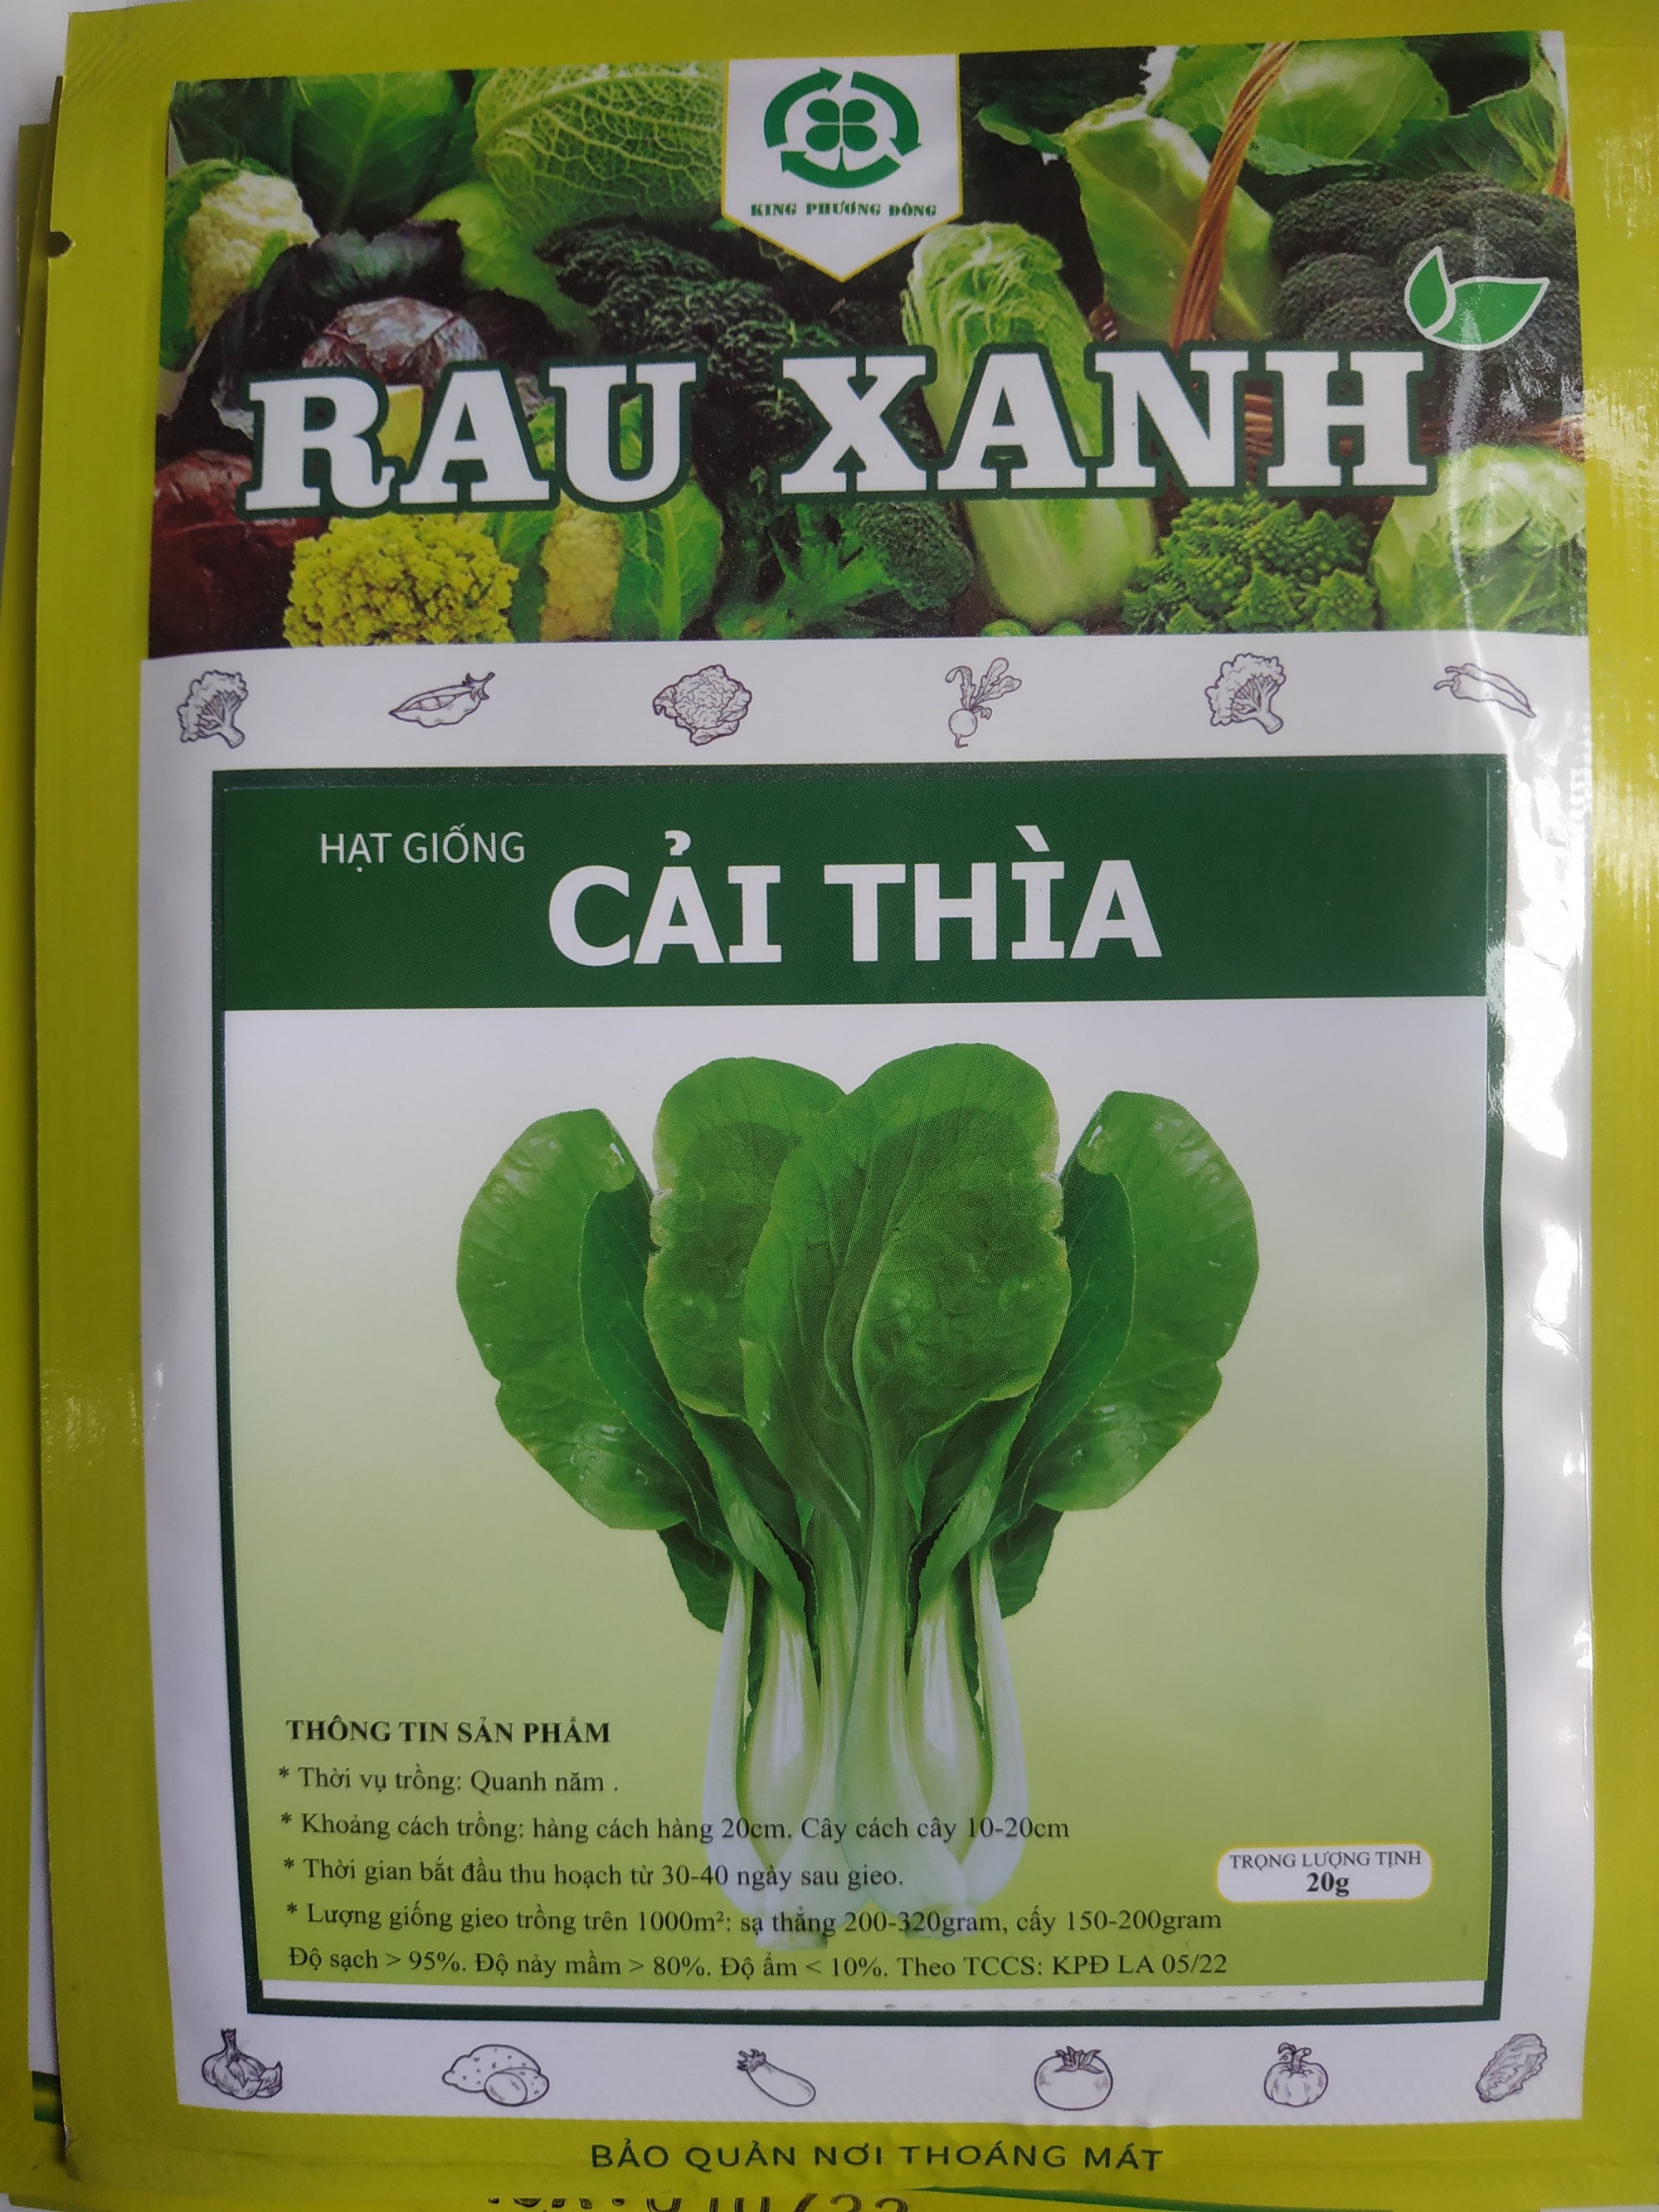 KING PHƯƠNG ĐÔNG
RAU XANH
HẠT GIỐNG
CẢI THÌA
THÔNG TIN SẢN PHẨM
* Thời vụ trồng: Quanh năm .
* Khoảng cách trồng: hàng cách hàng 20cm. Cây cách cây 10-20cm
* Thời gian bắt đầu thu hoạch từ 30-40 ngày sau gieo.
* Lượng giống gieo trồng trên 1000m²: sạ thẳng 200-320gram, cấy 150-200gram
Độ sạch > 95%. Độ nảy mầm > 80%. Độ ẩm < 10%. Theo TCCS: KPĐ LA 05/22
TRỌNG LƯỢNG TỊNH
20g
BẢO QUẢN NƠI THOÁNG MÁT